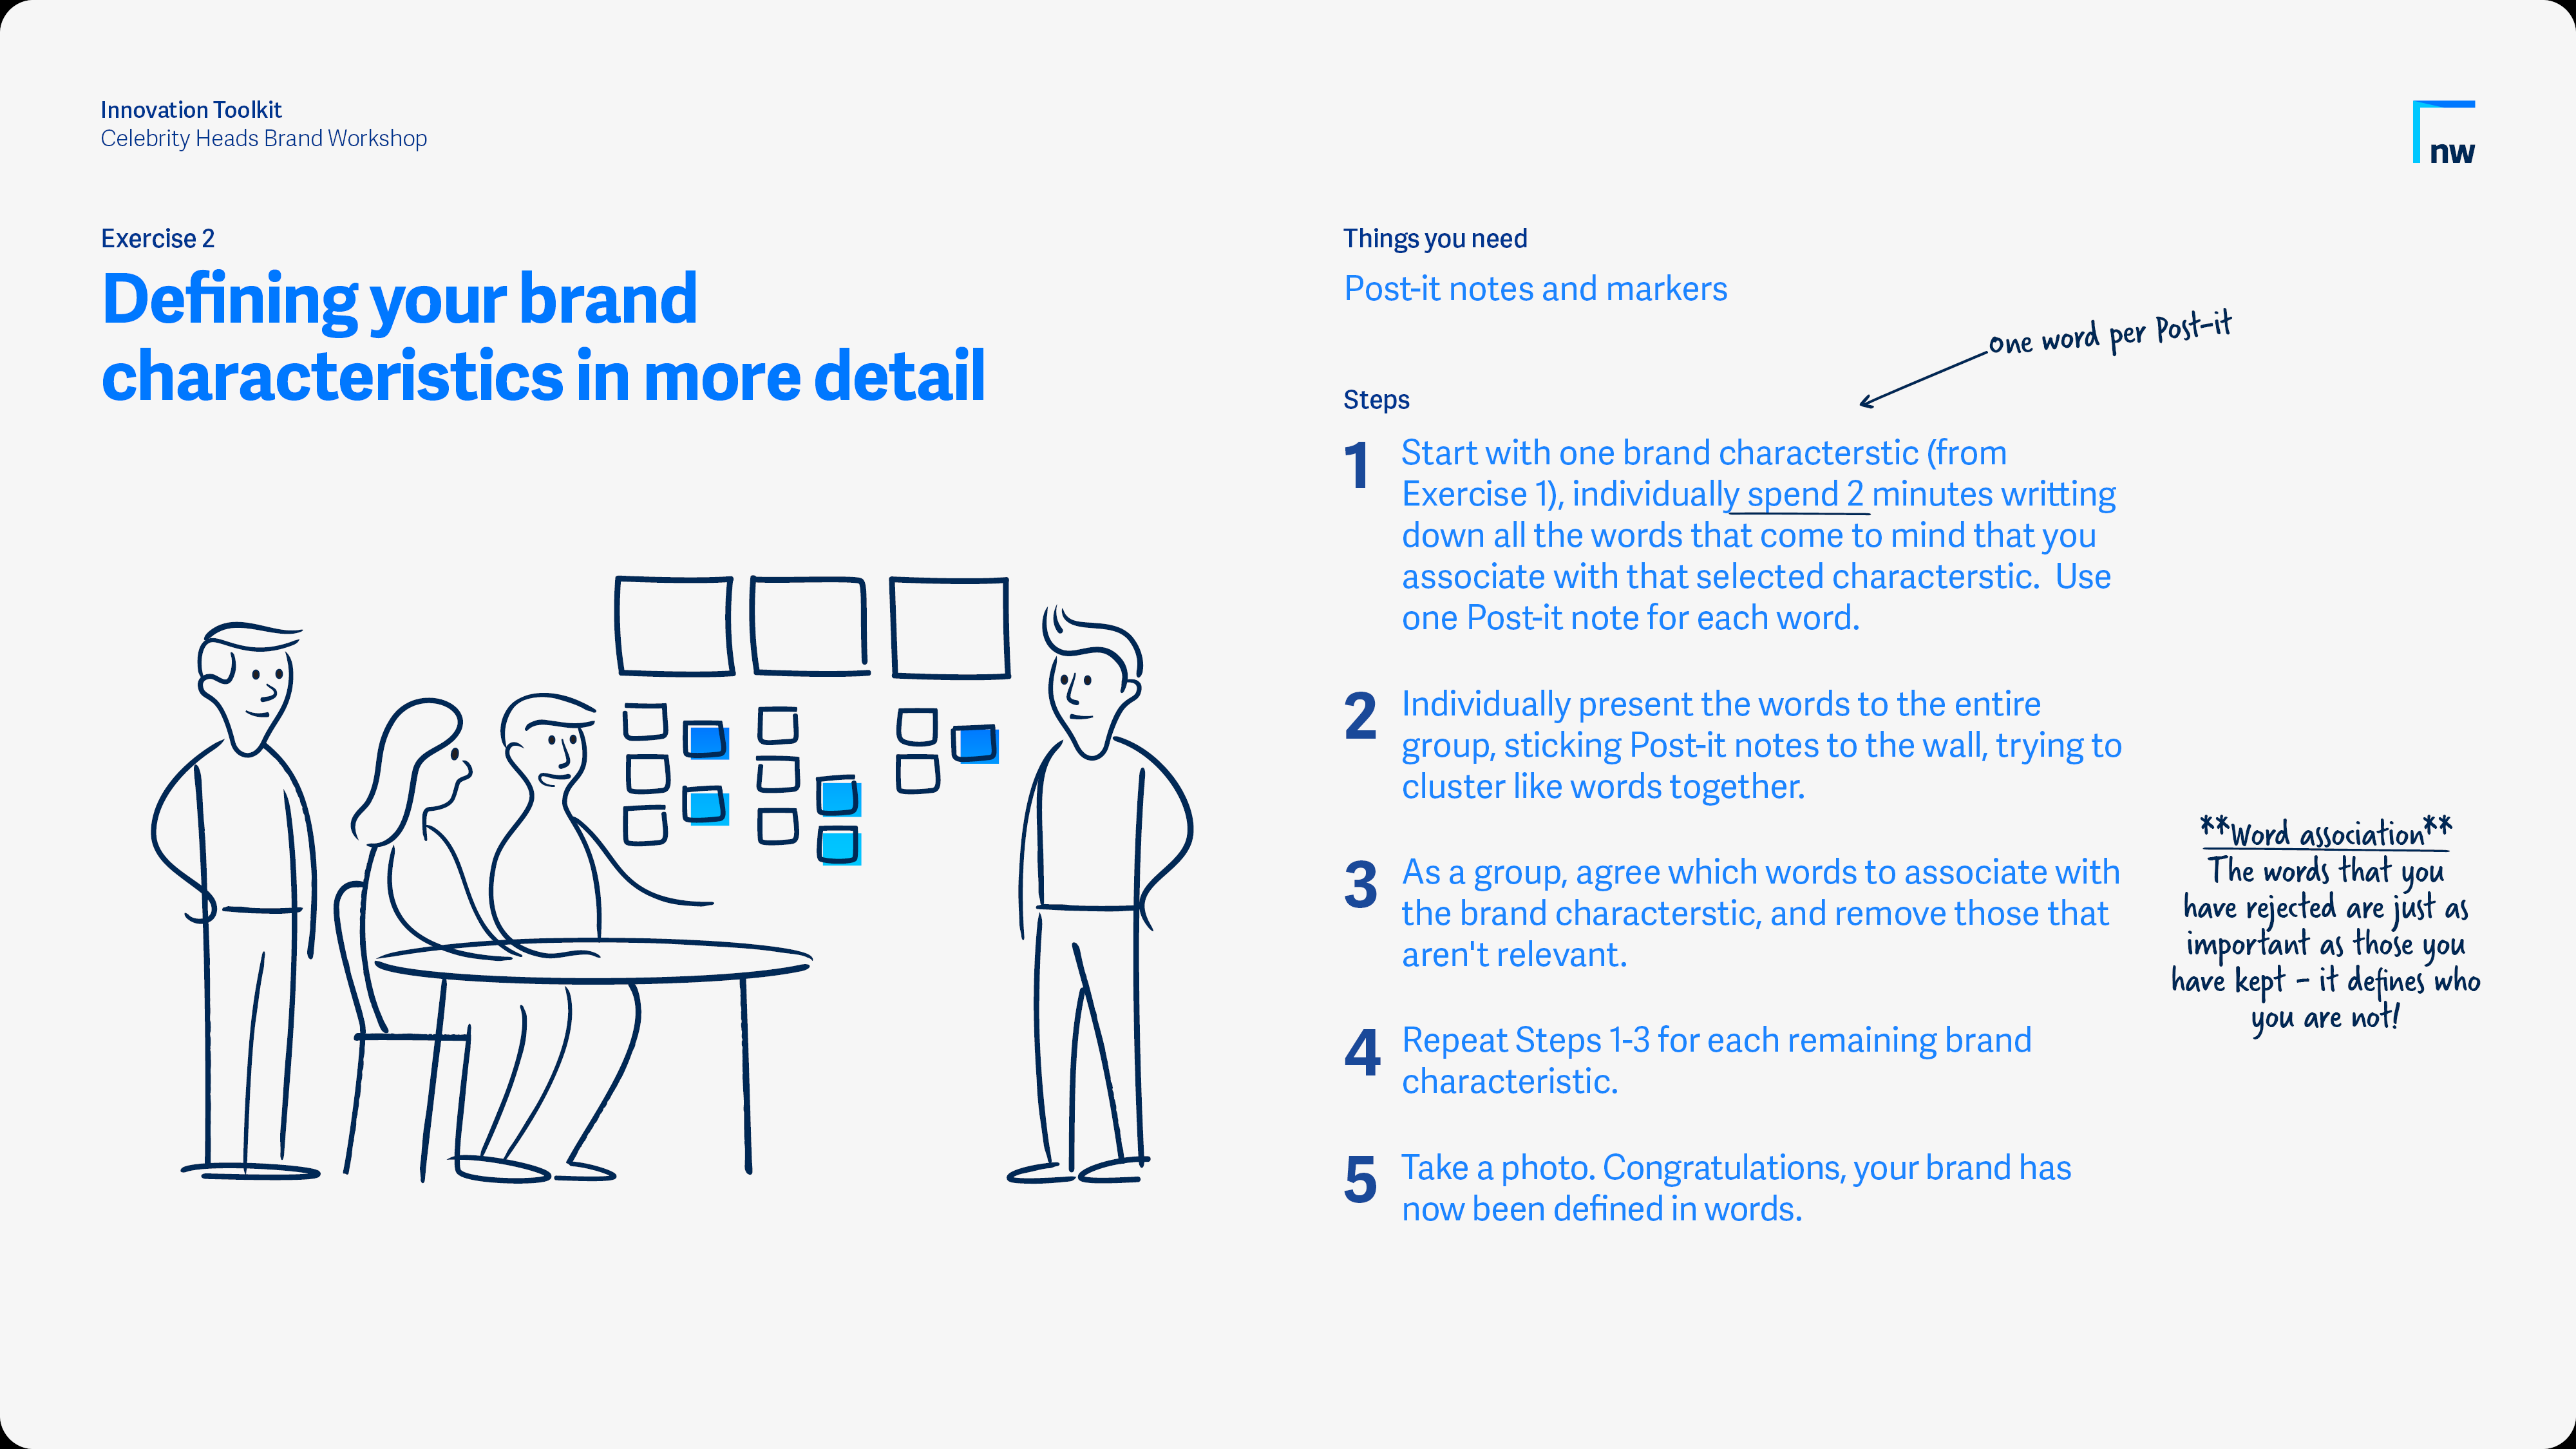 Innovation Toolkit
Celebrity Heads Brand Workshop
nw
Exercise 2
Defining your brand
characteristics in more detail
Things you need
Post-it notes and markers
one word per Post-it
Steps
1 Start with one brand characterstic (from
Exercise 1), individually spend 2 minutes writting
down all the words that come to mind that you
associate with that selected characterstic.  Use
one Post-it note for each word.
2 Individually present the words to the entire
group, sticking Post-it notes to the wall, trying to
cluster like words together.
3 As a group, agree which words to associate with
the brand characterstic, and remove those that
aren't relevant.
**Word association**
The words that you
have rejected are just as
important as those you
have kept - it defines who
you are not!
4 Repeat Steps 1-3 for each remaining brand
characteristic.
5 Take a photo. Congratulations, your brand has
now been defined in words.